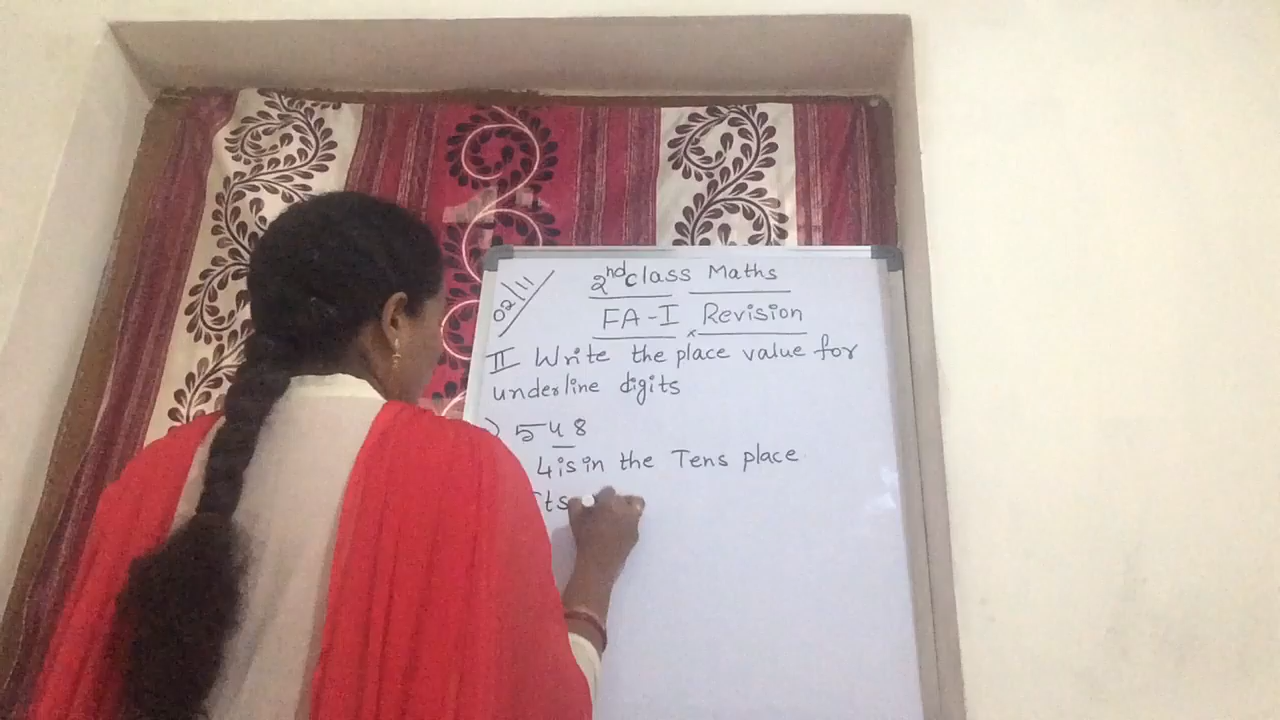 02/11
2nd class Maths
FA-I Revision
II Write the place value for
underline digits
) 548
4 is in the Tens place
Its